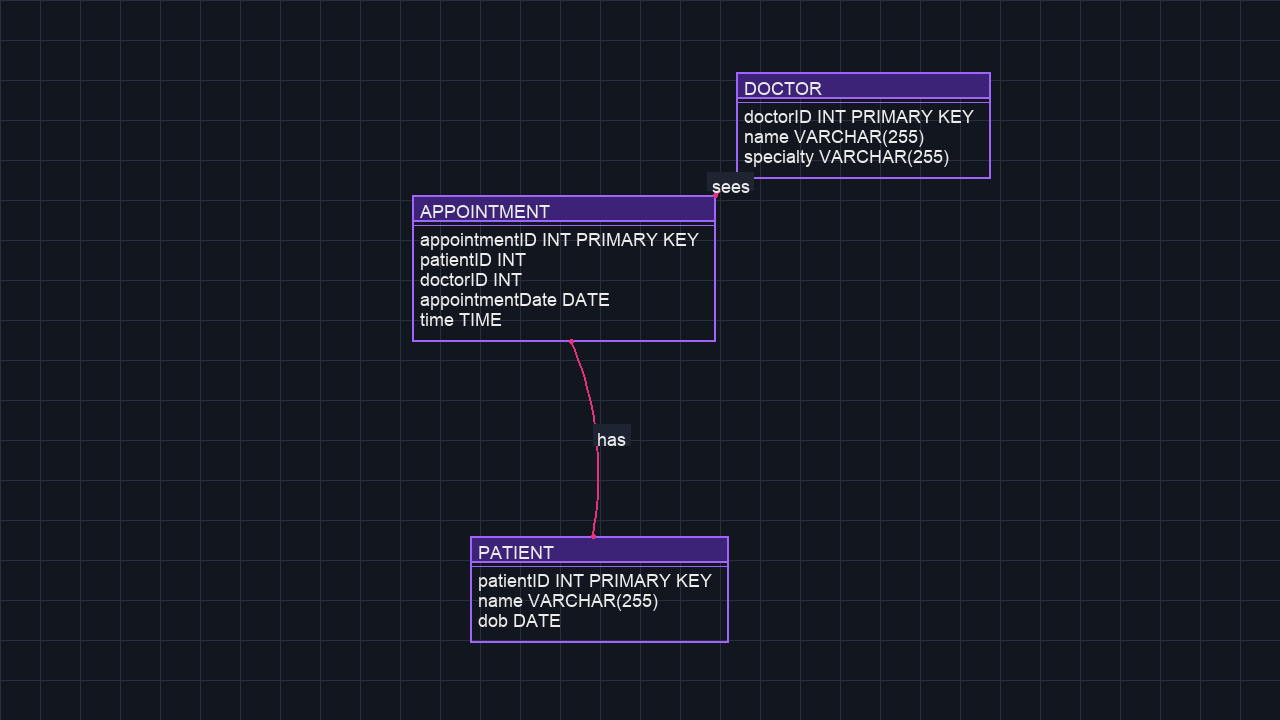 DOCTOR
doctorID INT PRIMARY KEY
name VARCHAR(255)
specialty VARCHAR(255)
sees
APPOINTMENT
appointmentID INT PRIMARY KEY
patientID INT
doctorID INT
appointmentDate DATE
time TIME
has
PATIENT
patientID INT PRIMARY KEY
name VARCHAR(255)
dob DATE